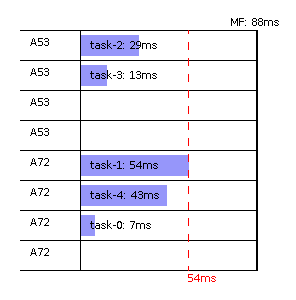 MF: 88ms
A53 task-2: 29ms
A53 task-3: 13ms
A53
A53
A72 task-1: 54ms
A72 task-4: 43ms
A72 task-0: 7ms
A72
54ms